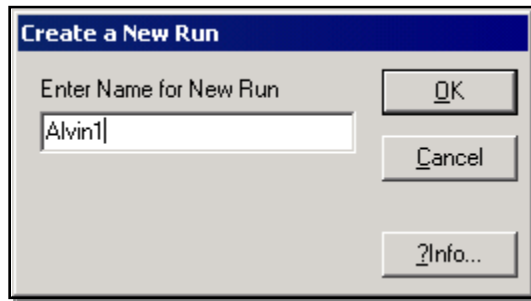 Create a New Run
Enter Name for New Run
Alvin1
OK
Cancel
?Info...